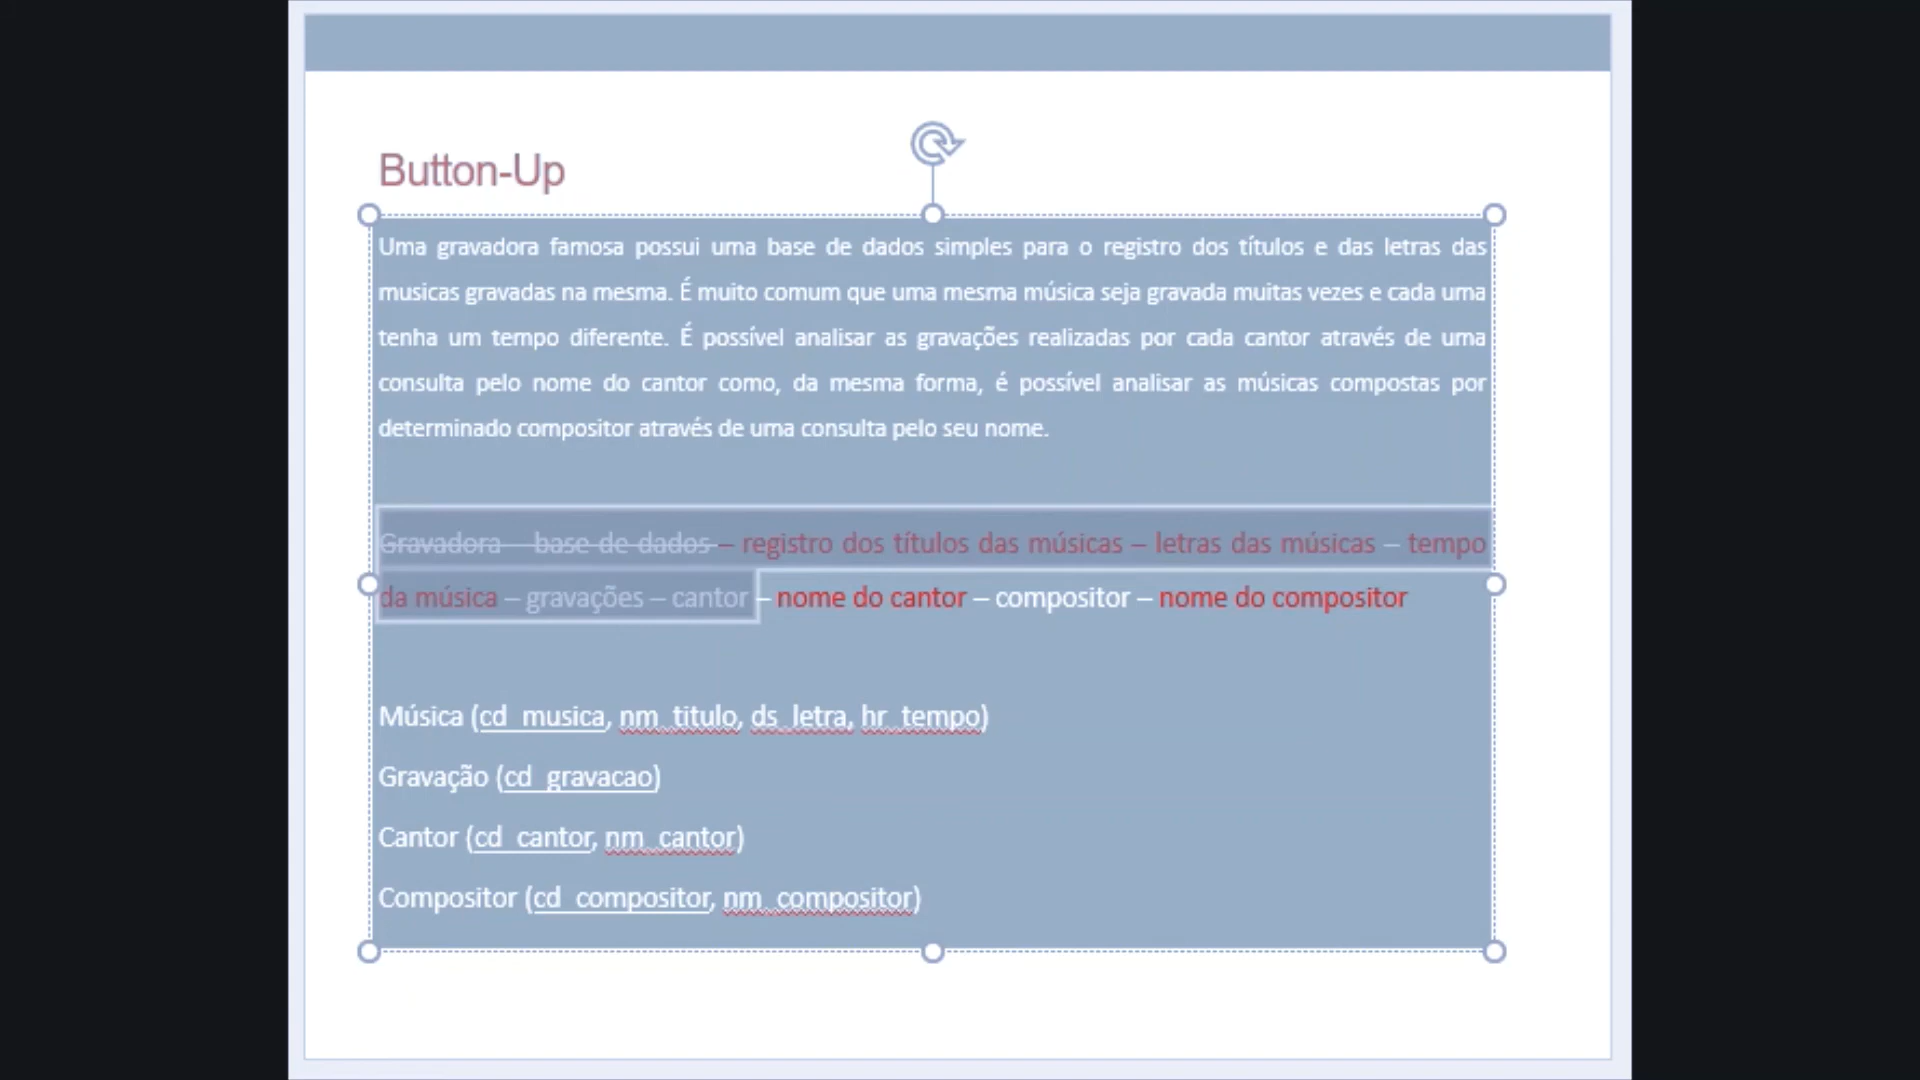 Button-Up
Uma gravadora famosa possui uma base de dados simples para o registro dos títulos e das letras das
musicas gravadas na mesma. É muito comum que uma mesma música seja gravada muitas vezes e cada uma
tenha um tempo diferente. É possível analisar as gravações realizadas por cada cantor através de uma
consulta pelo nome do cantor como, da mesma forma, é possível analisar as músicas compostas por
determinado compositor através de uma consulta pelo seu nome.
Gravadora – base de dados – registro dos títulos das músicas – letras das músicas – tempo
da música – gravações – cantor – nome do cantor – compositor – nome do compositor
Música (cd_musica, nm_titulo, ds_letra, hr_tempo)
Gravação (cd_gravacao)
Cantor (cd_cantor, nm_cantor)
Compositor (cd_compositor, nm_compositor)